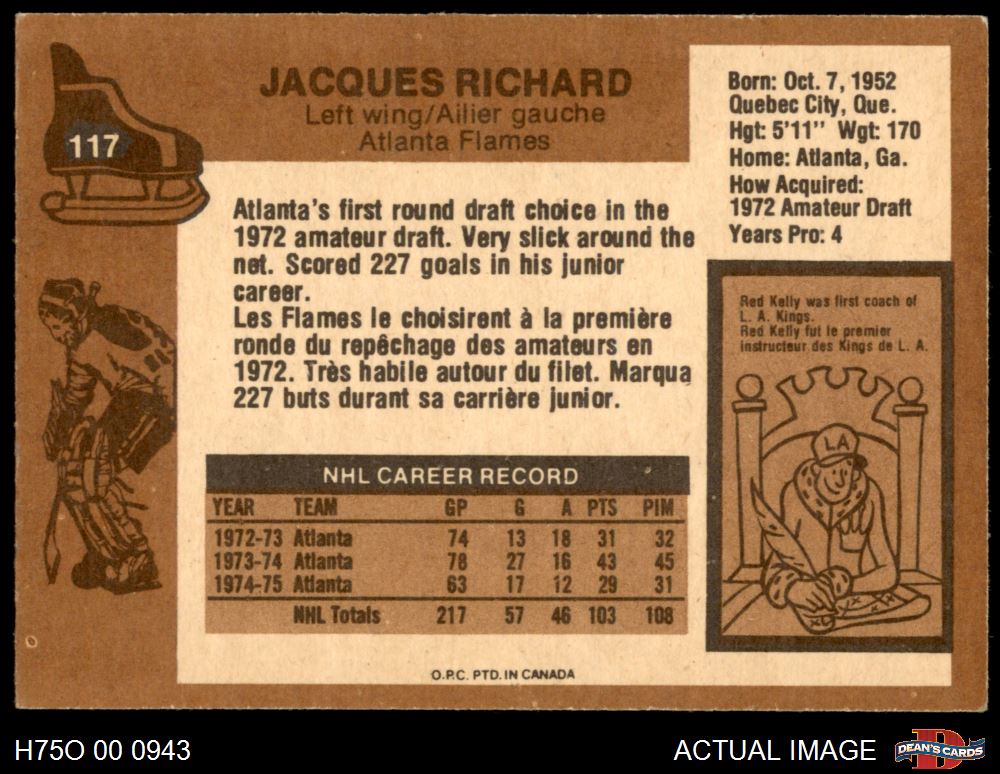 JACQUES RICHARD
Left wing/Ailier gauche
Atlanta Flames
117
Born: Oct. 7, 1952
Quebec City, Que.
Hgt: 5'11" Wgt: 170
Home: Atlanta, Ga.
How Acquired:
1972 Amateur Draft
Years Pro: 4
Atlanta's first round draft choice in the
1972 amateur draft. Very slick around the
net. Scored 227 goals in his junior
career.
Les Flames le choisirent à la première
ronde du repêchage des amateurs en
1972. Très habile autour du filet. Marqua
227 buts durant sa carrière junior.
Red Kelly was first coach of
L. A. Kings.
Red Kelly fut le premier
instructeur des Kings de L. A.
LA
NHL CAREER RECORD
YEAR TEAM GP G A PTS PIM
1972-73 Atlanta 74 13 18 31 32
1973-74 Atlanta 78 27 16 43 45
1974-75 Atlanta 63 17 12 29 31
NHL Totals 217 57 46 103 108
O.P.C. PTD. IN CANADA
H75O 00 0943
ACTUAL IMAGE
DEAN'S CARDS